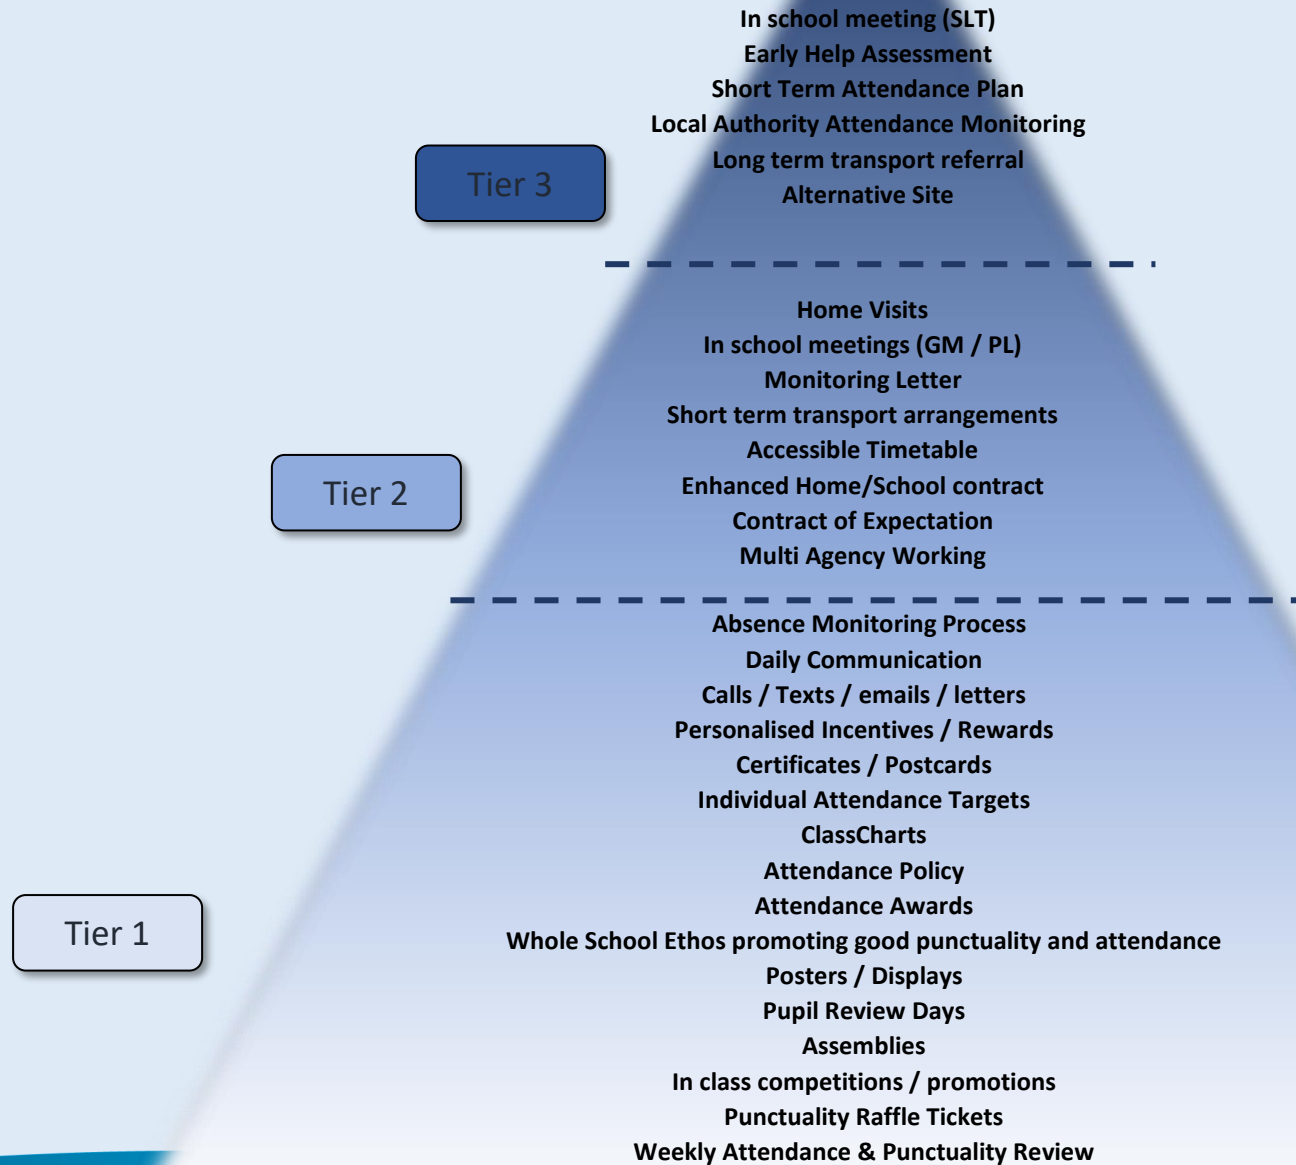 In school meeting (SLT)
Early Help Assessment
Short Term Attendance Plan
Local Authority Attendance Monitoring
Long term transport referral
Alternative Site
Tier 3
Home Visits
In school meetings (GM / PL)
Monitoring Letter
Short term transport arrangements
Accessible Timetable
Enhanced Home/School contract
Contract of Expectation
Multi Agency Working
Tier 2
Absence Monitoring Process
Daily Communication
Calls / Texts / emails / letters
Personalised Incentives / Rewards
Certificates / Postcards
Individual Attendance Targets
ClassCharts
Attendance Policy
Attendance Awards
Whole School Ethos promoting good punctuality and attendance
Posters / Displays
Pupil Review Days
Assemblies
In class competitions / promotions
Punctuality Raffle Tickets
Weekly Attendance & Punctuality Review
Tier 1